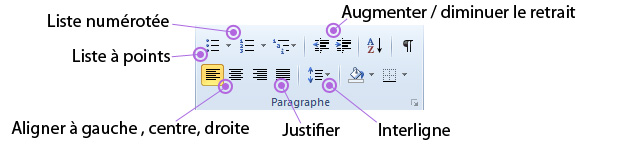 Augmenter / diminuer le retrait
Liste numérotée
Liste à points
A
Z
Paragraphe
Aligner à gauche , centre, droite
Justifier
Interligne